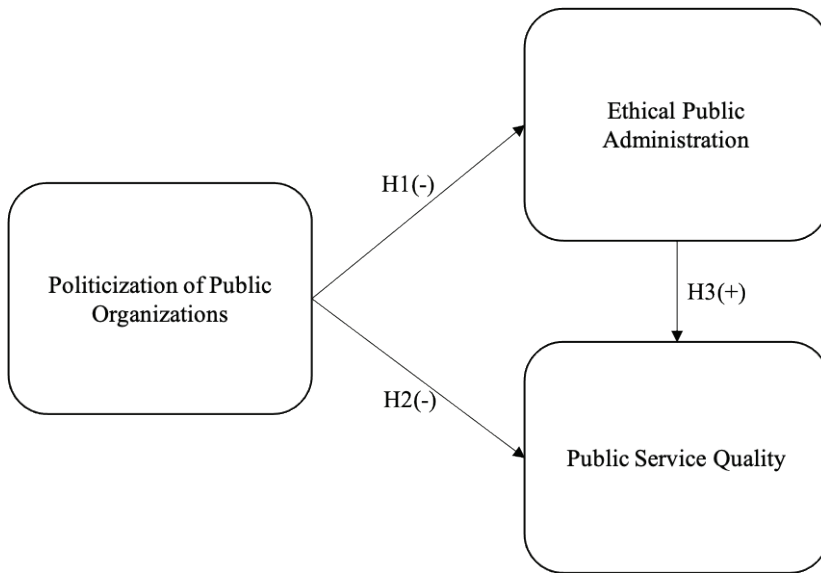 Ethical Public
Administration
H1(-)
Politicization of Public
Organizations
H3(+)
H2(-)
Public Service Quality